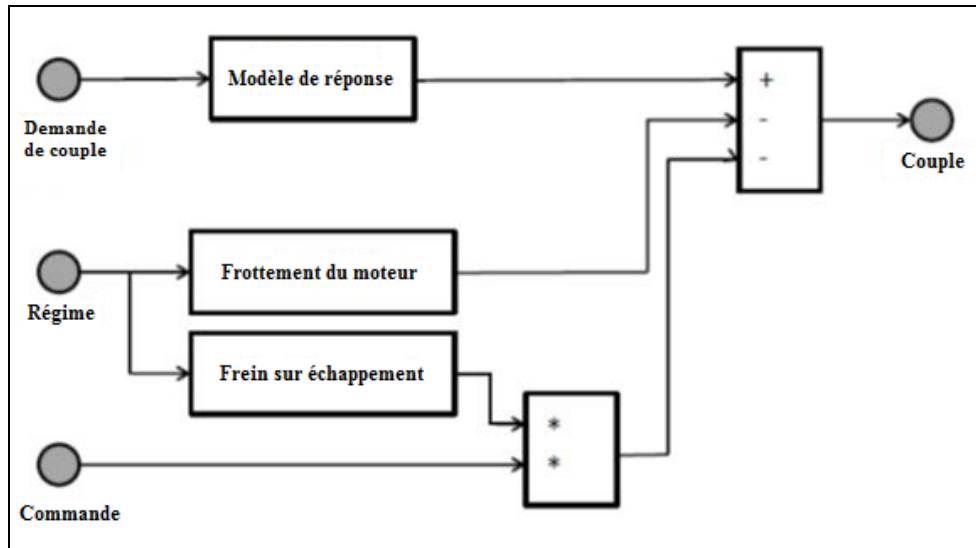 Modèle de réponse
Demande
de couple
+
-
-
Couple
Frottement du moteur
Régime
Frein sur échappement
*
*
Commande